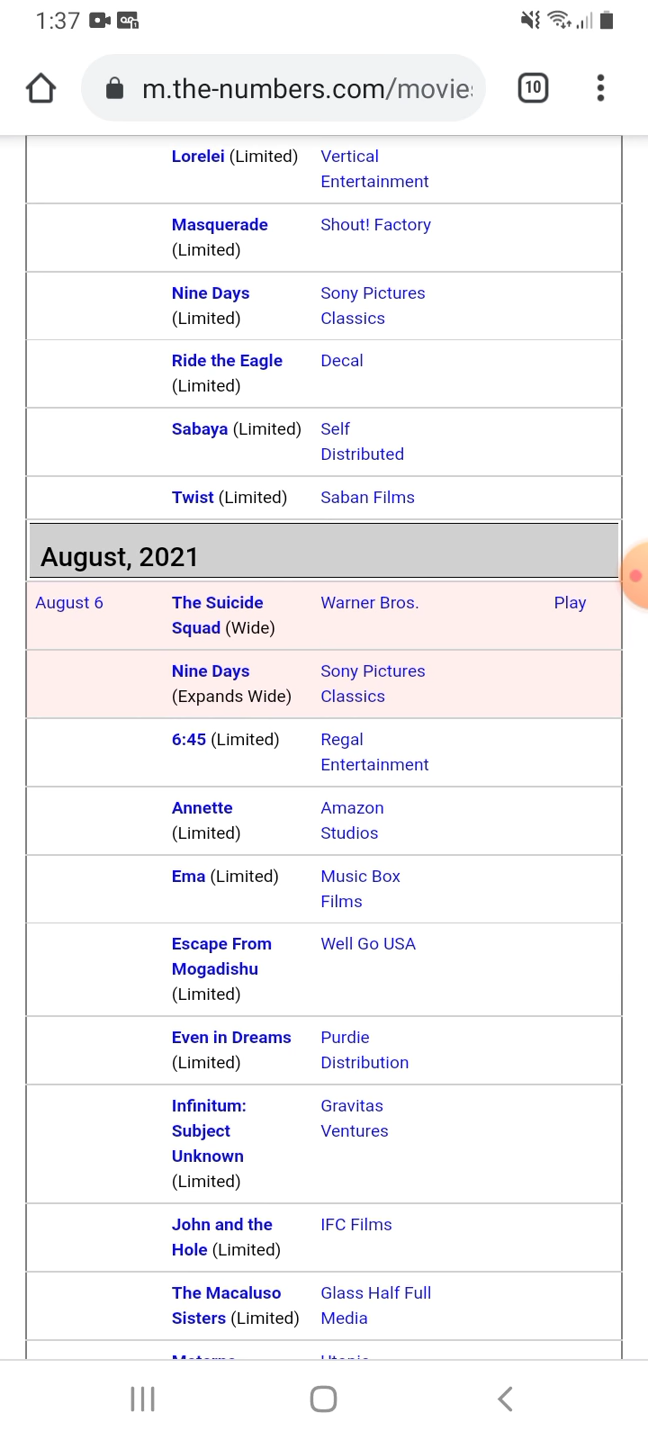 1:37
m.the-numbers.com/movie
10
Lorelei (Limited) Vertical
Entertainment
Masquerade Shout! Factory
(Limited)
Nine Days Sony Pictures
(Limited) Classics
Ride the Eagle Decal
(Limited)
Sabaya (Limited) Self
Distributed
Twist (Limited) Saban Films
August, 2021
August 6 The Suicide Warner Bros. Play
Squad (Wide)
Nine Days Sony Pictures
(Expands Wide) Classics
6:45 (Limited) Regal
Entertainment
Annette Amazon
(Limited) Studios
Ema (Limited) Music Box
Films
Escape From Well Go USA
Mogadishu
(Limited)
Even in Dreams Purdie
(Limited) Distribution
Infinitum: Gravitas
Subject Ventures
Unknown
(Limited)
John and the IFC Films
Hole (Limited)
The Macaluso Glass Half Full
Sisters (Limited) Media